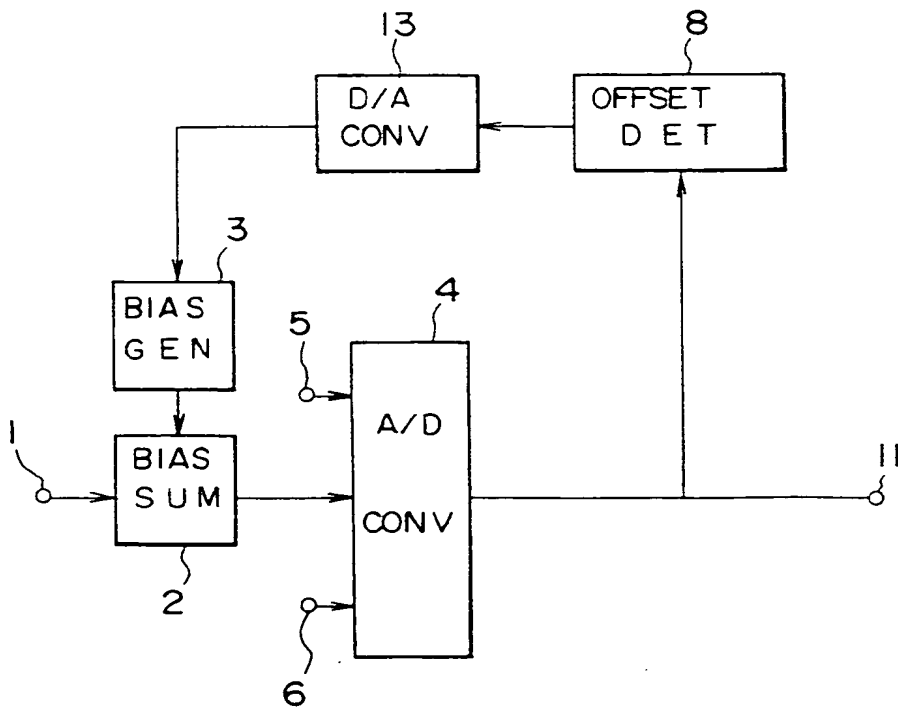 13
8
D/A
CONV
OFFSET
DET
3
BIAS
GEN
4
5
A/D
CONV
1
BIAS
SUM
11
2
6